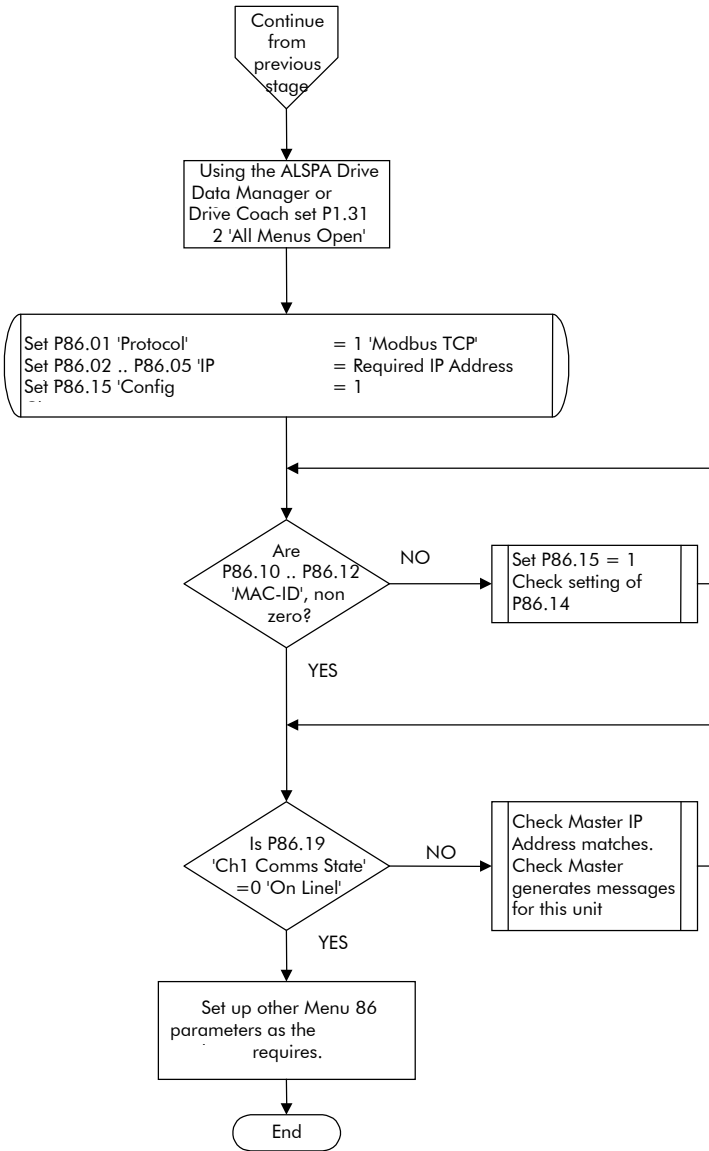 Continue
from
previous
stage
Using the ALSPA Drive
Data Manager or
Drive Coach set P1.31
2 'All Menus Open'
Set P86.01 'Protocol' = 1 'Modbus TCP'
Set P86.02 .. P86.05 'IP = Required IP Address
Set P86.15 'Config = 1
Are
P86.10 .. P86.12
'MAC-ID', non
zero?
NO
Set P86.15 = 1
Check setting of
P86.14
YES
Is P86.19
'Ch1 Comms State'
=0 'On Linel'
NO
Check Master IP
Address matches.
Check Master
generates messages
for this unit
YES
Set up other Menu 86
parameters as the
requires.
End